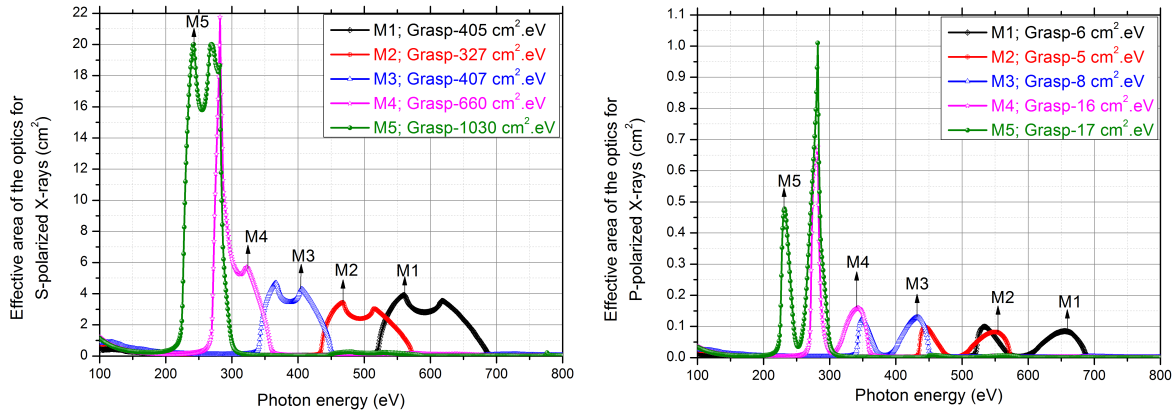 Effective area of the optics for
S-polarized X-rays (cm²)
22
20
18
16
14
12
10
8
6
4
2
0
M5
M4
M3
M2
M1
M1; Grasp-405 cm².eV
M2; Grasp-327 cm².eV
M3; Grasp-407 cm².eV
M4; Grasp-660 cm².eV
M5; Grasp-1030 cm².eV
100 200 300 400 500 600 700 800
Photon energy (eV)
Effective area of the optics for
P-polarized X-rays (cm²)
1.1
1.0
0.9
0.8
0.7
0.6
0.5
0.4
0.3
0.2
0.1
0.0
M5
M4
M3
M2
M1
M1; Grasp-6 cm².eV
M2; Grasp-5 cm².eV
M3; Grasp-8 cm².eV
M4; Grasp-16 cm².eV
M5; Grasp-17 cm².eV
100 200 300 400 500 600 700 800
Photon energy (eV)